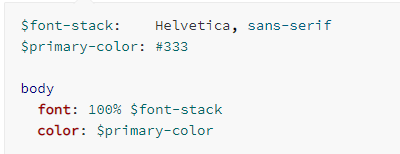 $font-stack:    Helvetica, sans-serif
$primary-color: #333

body
  font: 100% $font-stack
  color: $primary-color